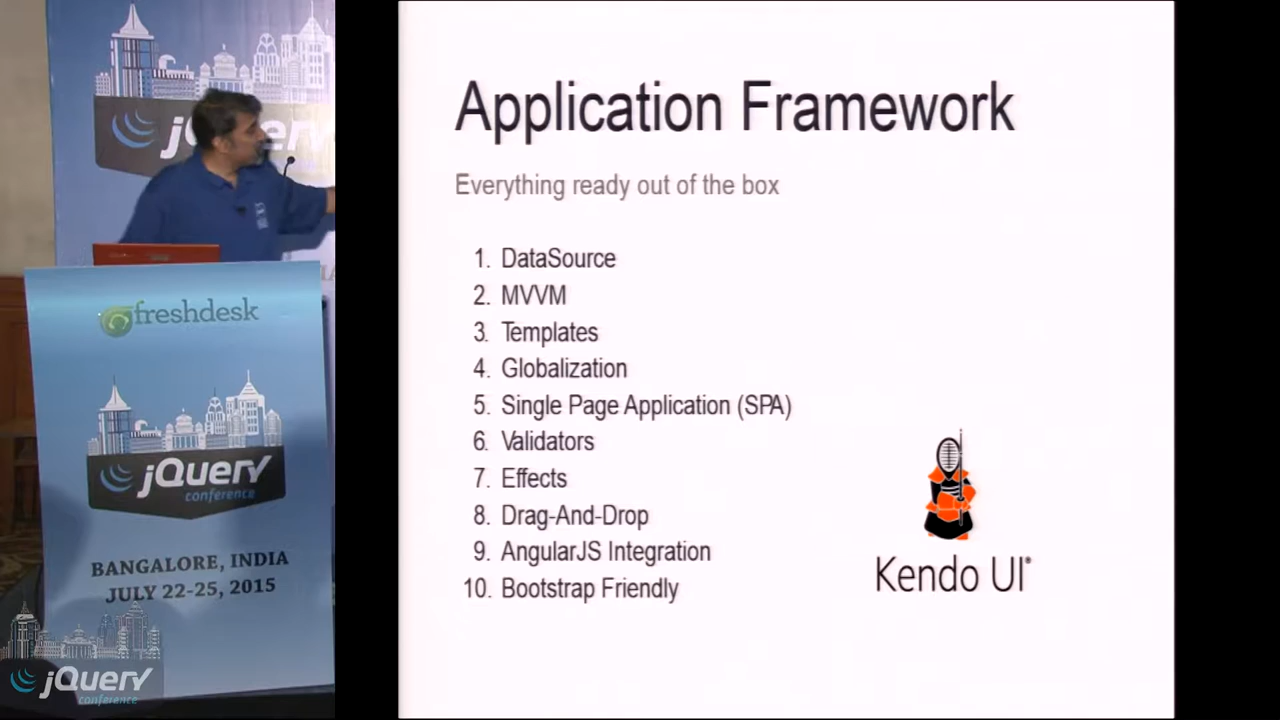 jQuery
freshdesk
jQuery
conference
BANGALORE, INDIA
JULY 22-25, 2015
jQuery
conference
Application Framework
Everything ready out of the box
1. DataSource
2. MVVM
3. Templates
4. Globalization
5. Single Page Application (SPA)
6. Validators
7. Effects
8. Drag-And-Drop
9. AngularJS Integration
10. Bootstrap Friendly
Kendo UI®